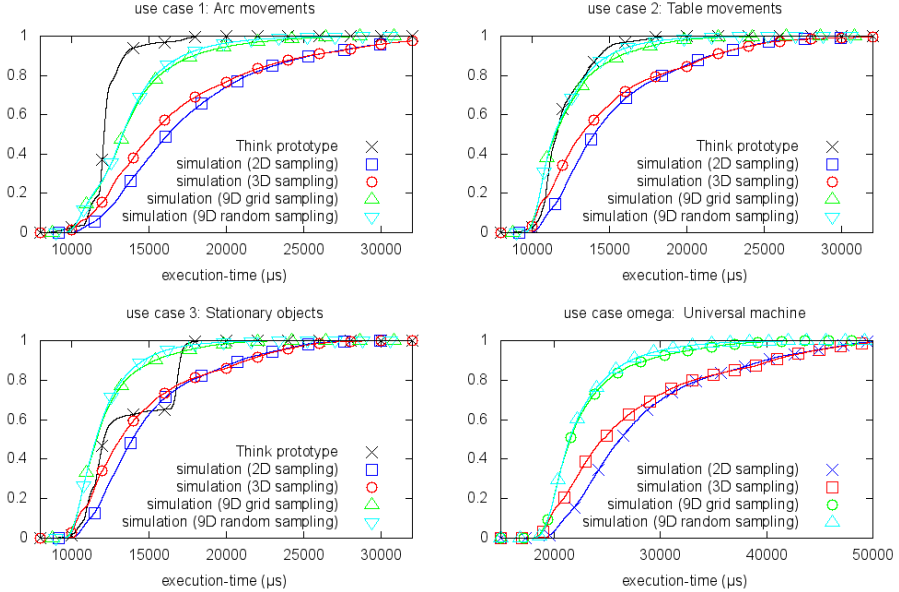 use case 1: Arc movements
1
0.8
0.6
0.4
0.2
0
Think prototype
simulation (2D sampling)
simulation (3D sampling)
simulation (9D grid sampling)
simulation (9D random sampling)
10000 15000 20000 25000 30000
execution-time (µs)
use case 2: Table movements
1
0.8
0.6
0.4
0.2
0
Think prototype
simulation (2D sampling)
simulation (3D sampling)
simulation (9D grid sampling)
simulation (9D random sampling)
10000 15000 20000 25000 30000
execution-time (µs)
use case 3: Stationary objects
1
0.8
0.6
0.4
0.2
0
Think prototype
simulation (2D sampling)
simulation (3D sampling)
simulation (9D grid sampling)
simulation (9D random sampling)
10000 15000 20000 25000 30000
execution-time (µs)
use case omega: Universal machine
1
0.8
0.6
0.4
0.2
0
simulation (2D sampling)
simulation (3D sampling)
simulation (9D grid sampling)
simulation (9D random sampling)
20000 30000 40000 50000
execution-time (µs)